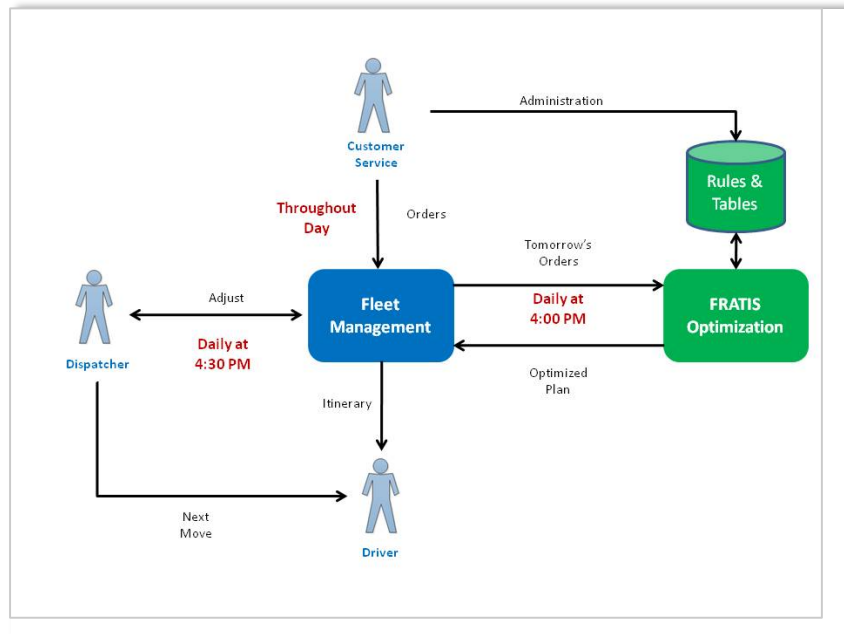 Administration
Customer
Service
Rules &
Tables
Throughout
Day
Orders
Tomorrow's
Orders
Adjust
Fleet
Management
Daily at
4:00 PM
FRATIS
Optimization
Daily at
4:30 PM
Dispatcher
Optimized
Plan
Itinerary
Next
Move
Driver